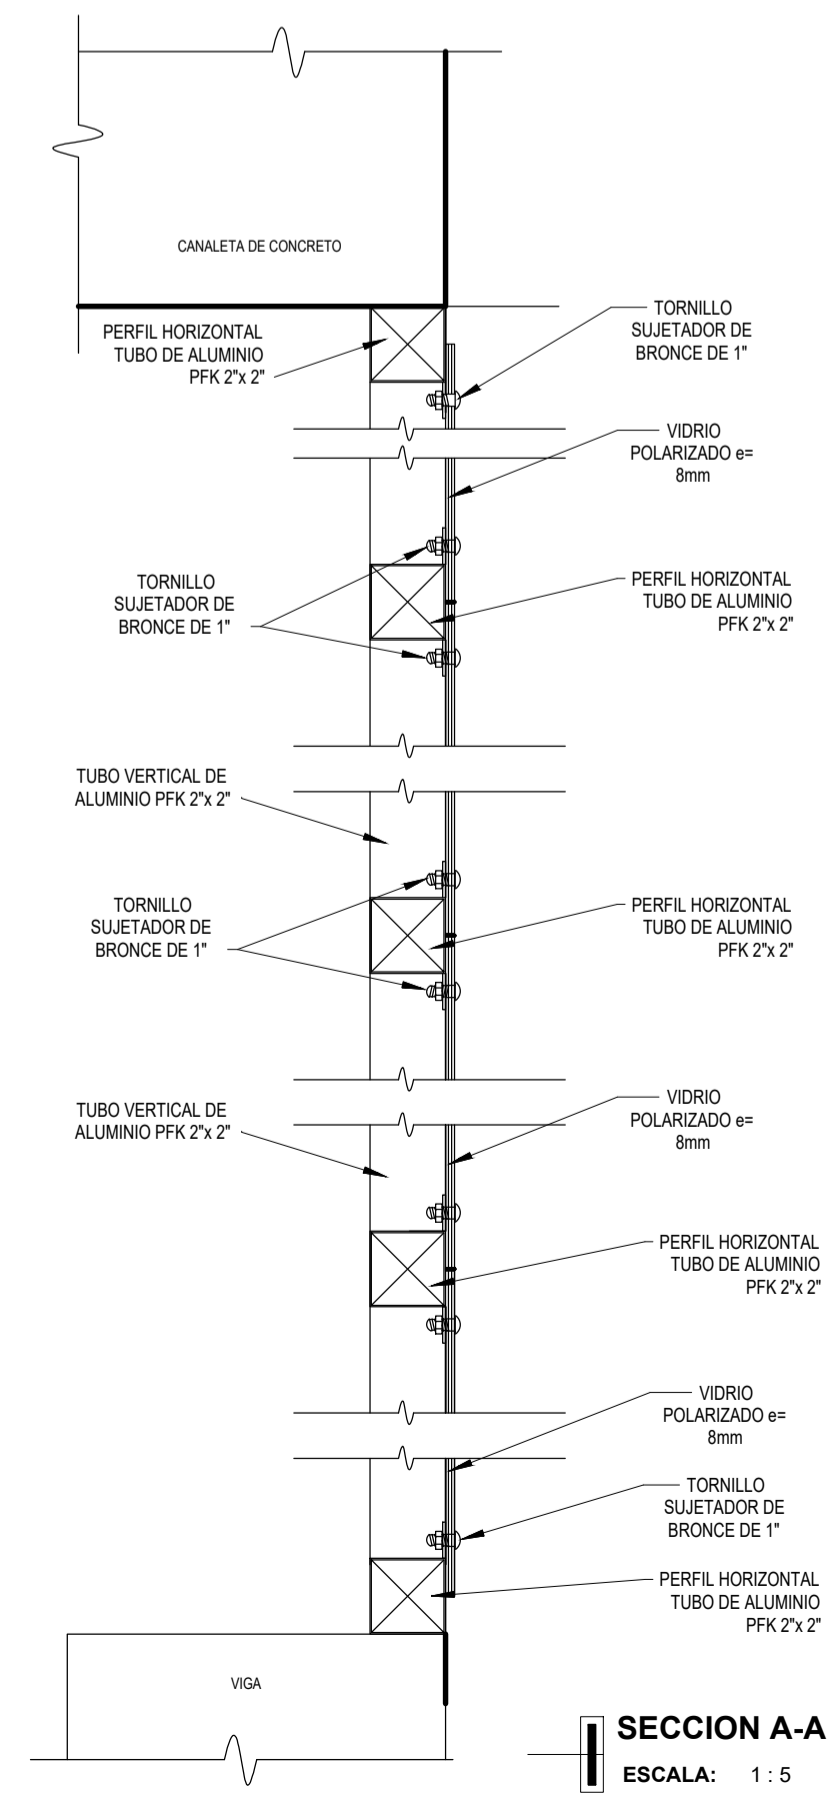 CANALETA DE CONCRETO
PERFIL HORIZONTAL
TUBO DE ALUMINIO
PFK 2"x 2"
TORNILLO
SUJETADOR DE
BRONCE DE 1"
VIDRIO
POLARIZADO e=
8mm
TORNILLO
SUJETADOR DE
BRONCE DE 1"
PERFIL HORIZONTAL
TUBO DE ALUMINIO
PFK 2"x 2"
TUBO VERTICAL DE
ALUMINIO PFK 2"x 2"
TORNILLO
SUJETADOR DE
BRONCE DE 1"
PERFIL HORIZONTAL
TUBO DE ALUMINIO
PFK 2"x 2"
TUBO VERTICAL DE
ALUMINIO PFK 2"x 2"
VIDRIO
POLARIZADO e=
8mm
PERFIL HORIZONTAL
TUBO DE ALUMINIO
PFK 2"x 2"
VIDRIO
POLARIZADO e=
8mm
TORNILLO
SUJETADOR DE
BRONCE DE 1"
PERFIL HORIZONTAL
TUBO DE ALUMINIO
PFK 2"x 2"
VIGA
SECCION A-A
ESCALA: 1 : 5